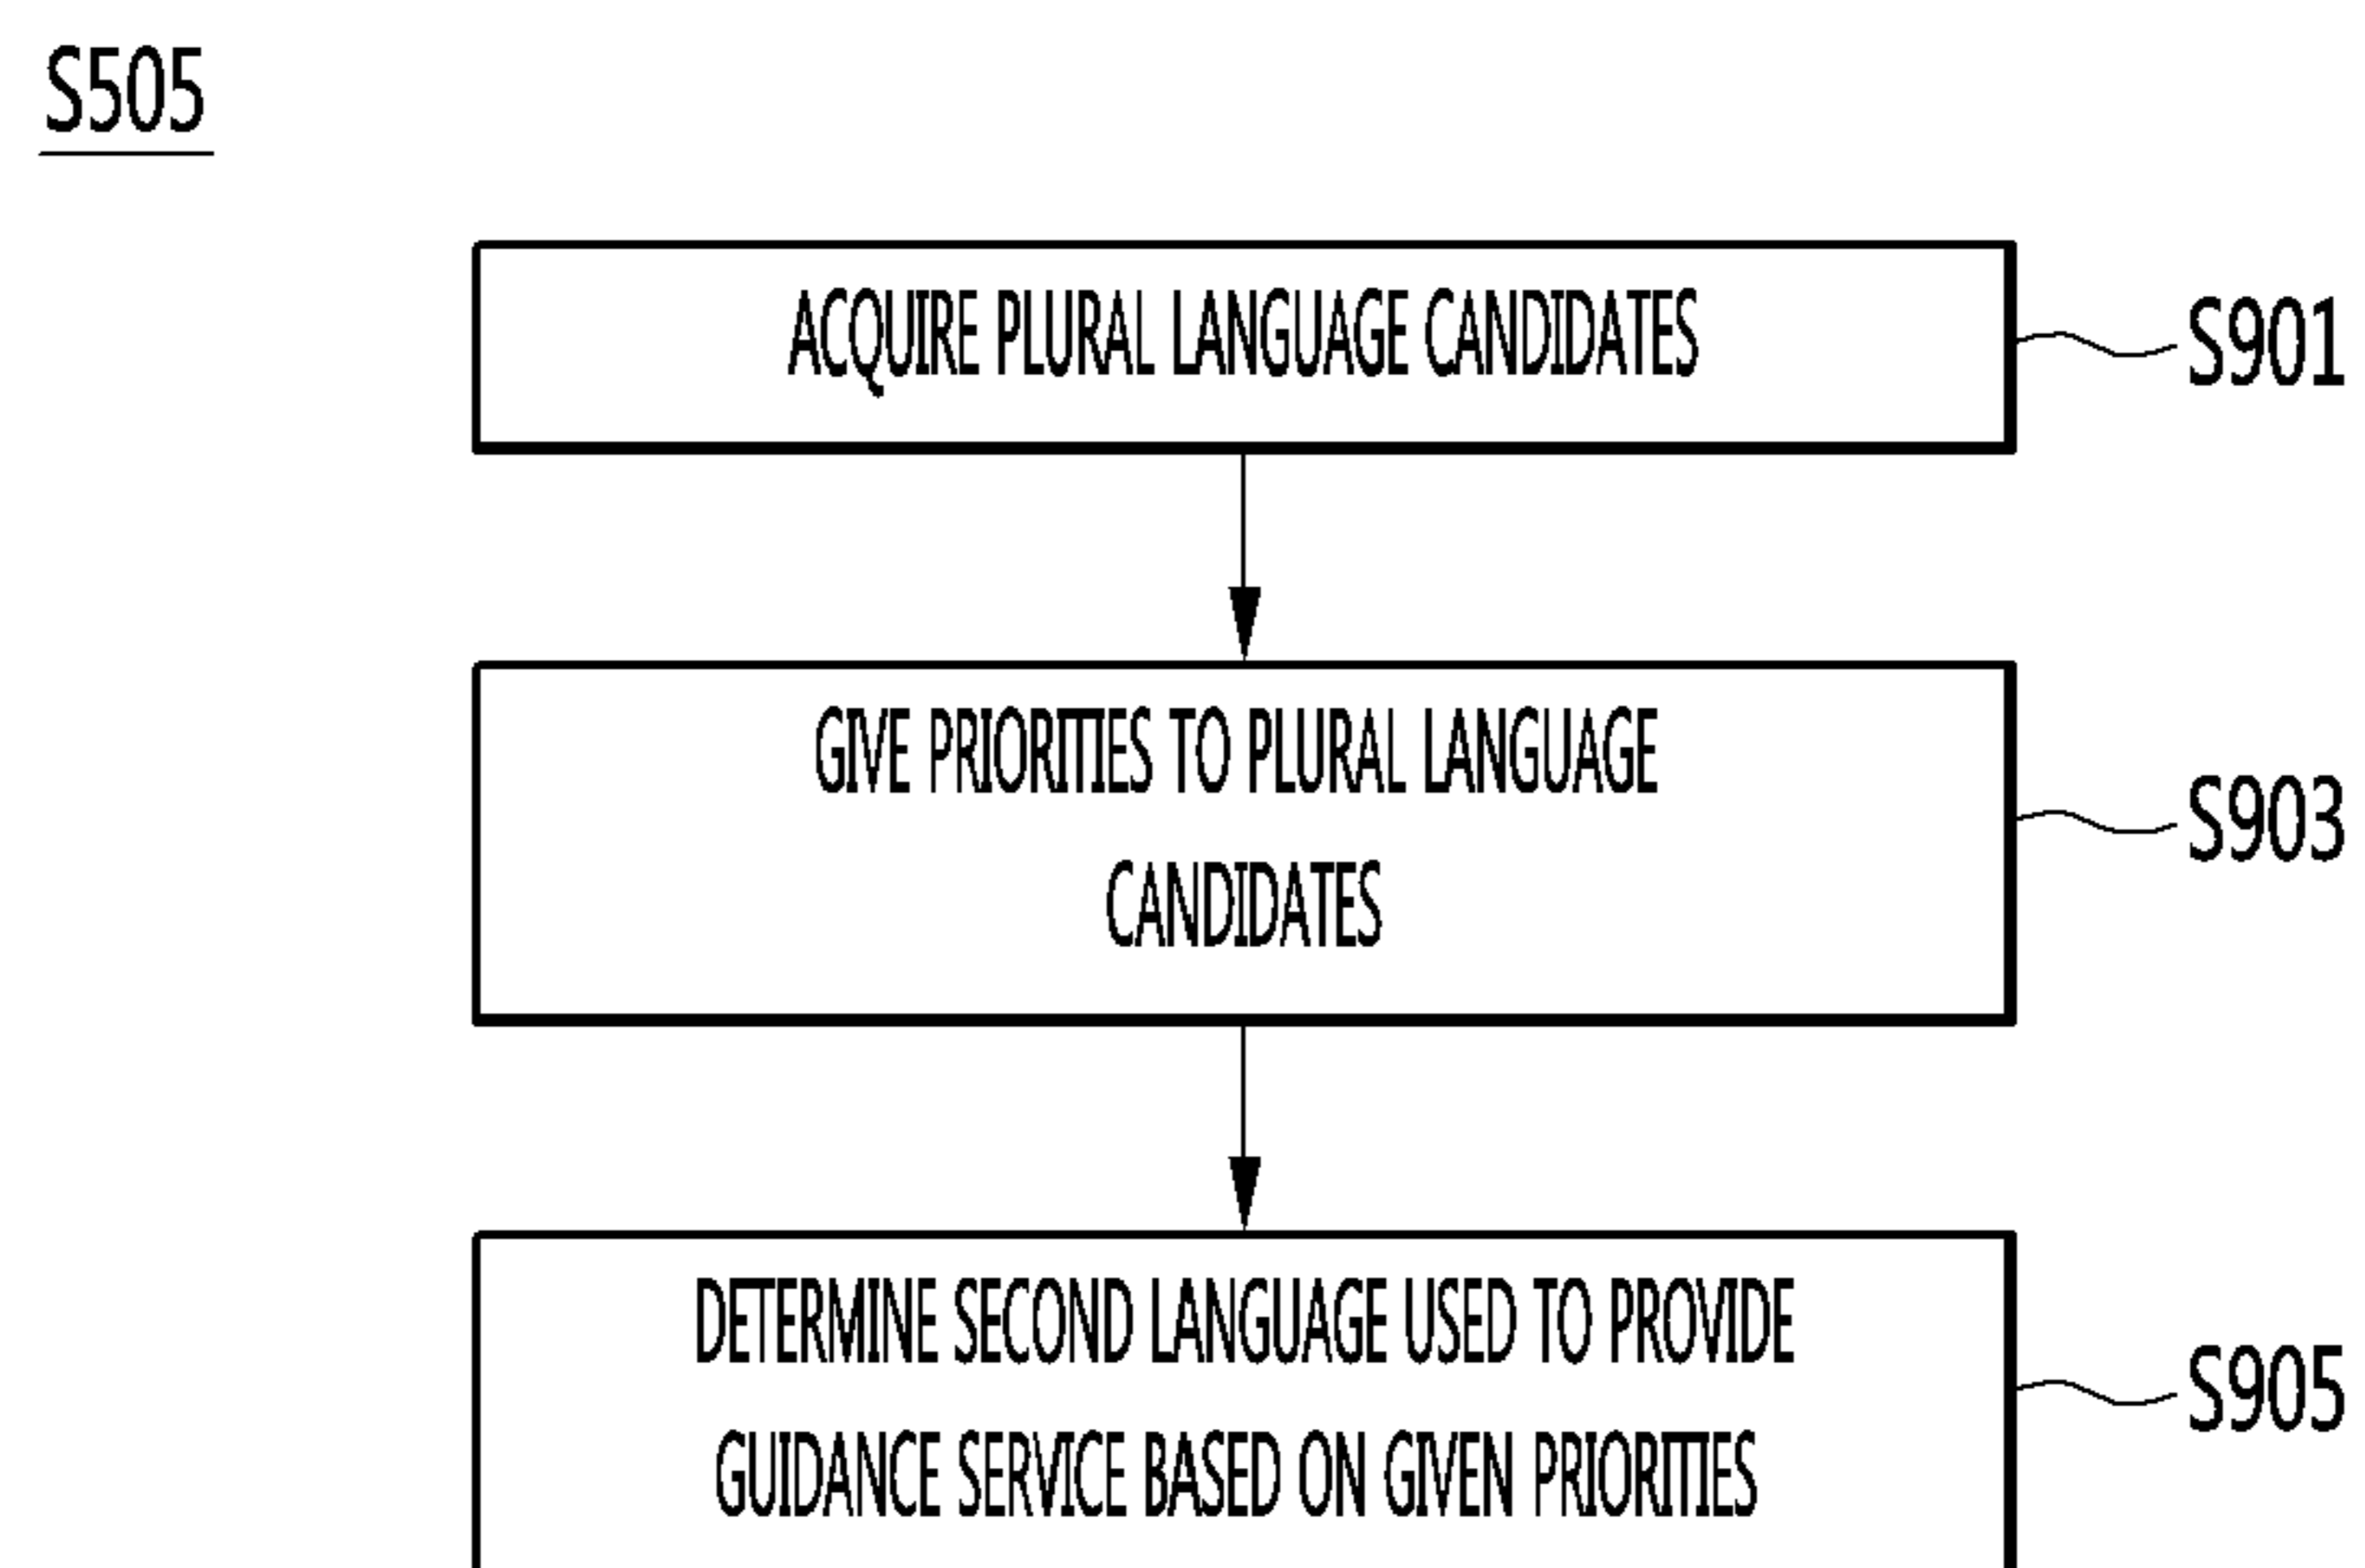 S505
ACQUIRE PLURAL LANGUAGE CANDIDATES
S901
GIVE PRIORITIES TO PLURAL LANGUAGE
CANDIDATES
S903
DETERMINE SECOND LANGUAGE USED TO PROVIDE
GUIDANCE SERVICE BASED ON GIVEN PRIORITIES
S905